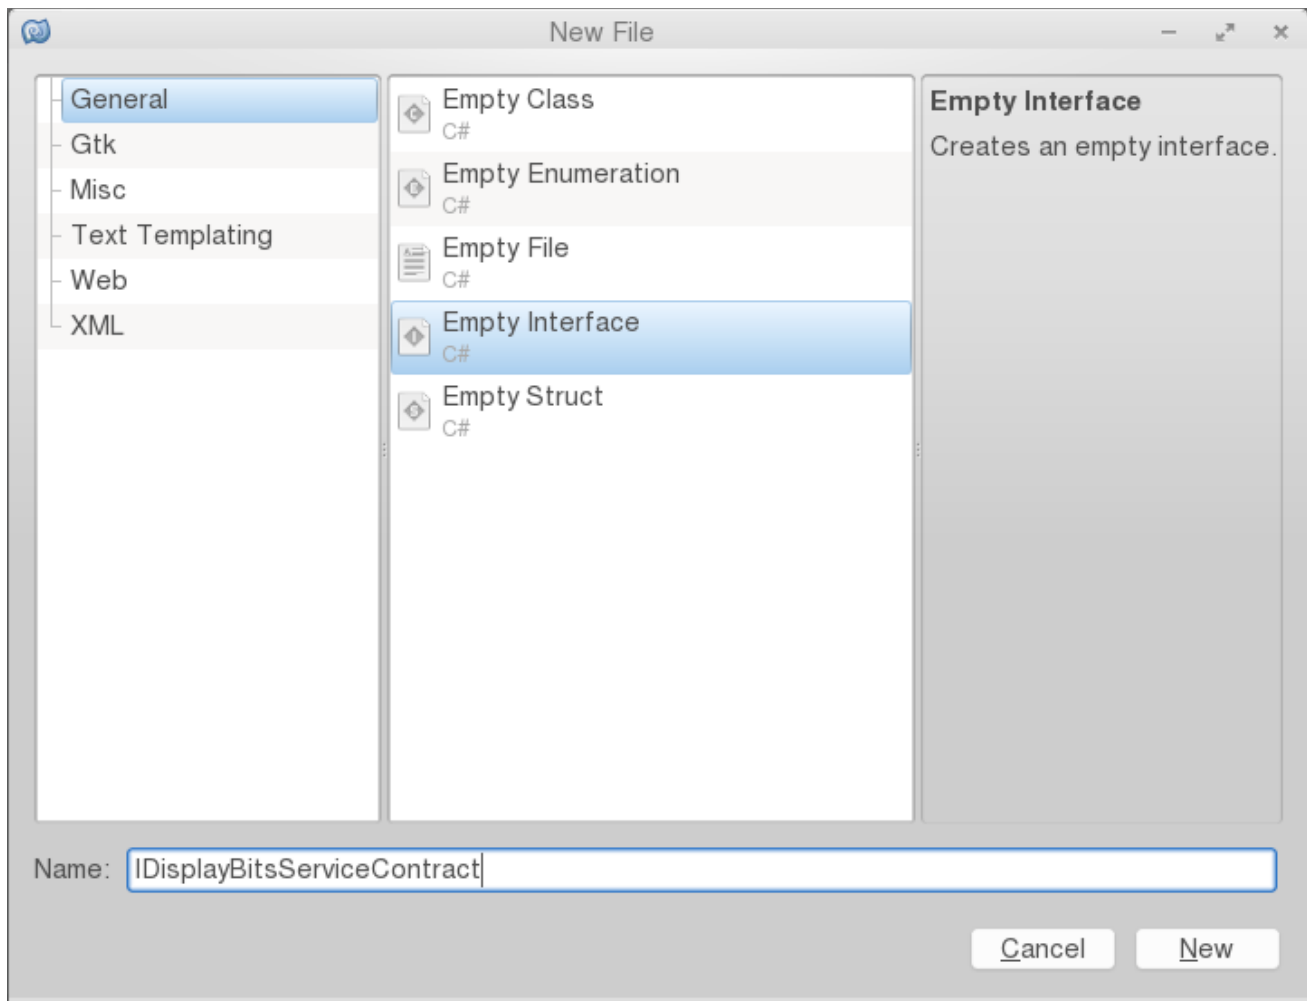 New File
General
Gtk
Misc
Text Templating
Web
XML
Empty Class
C#
Empty Enumeration
C#
Empty File
C#
Empty Interface
C#
Empty Struct
C#
Empty Interface
Creates an empty interface.
Name: IDisplayBitsServiceContract
Cancel New